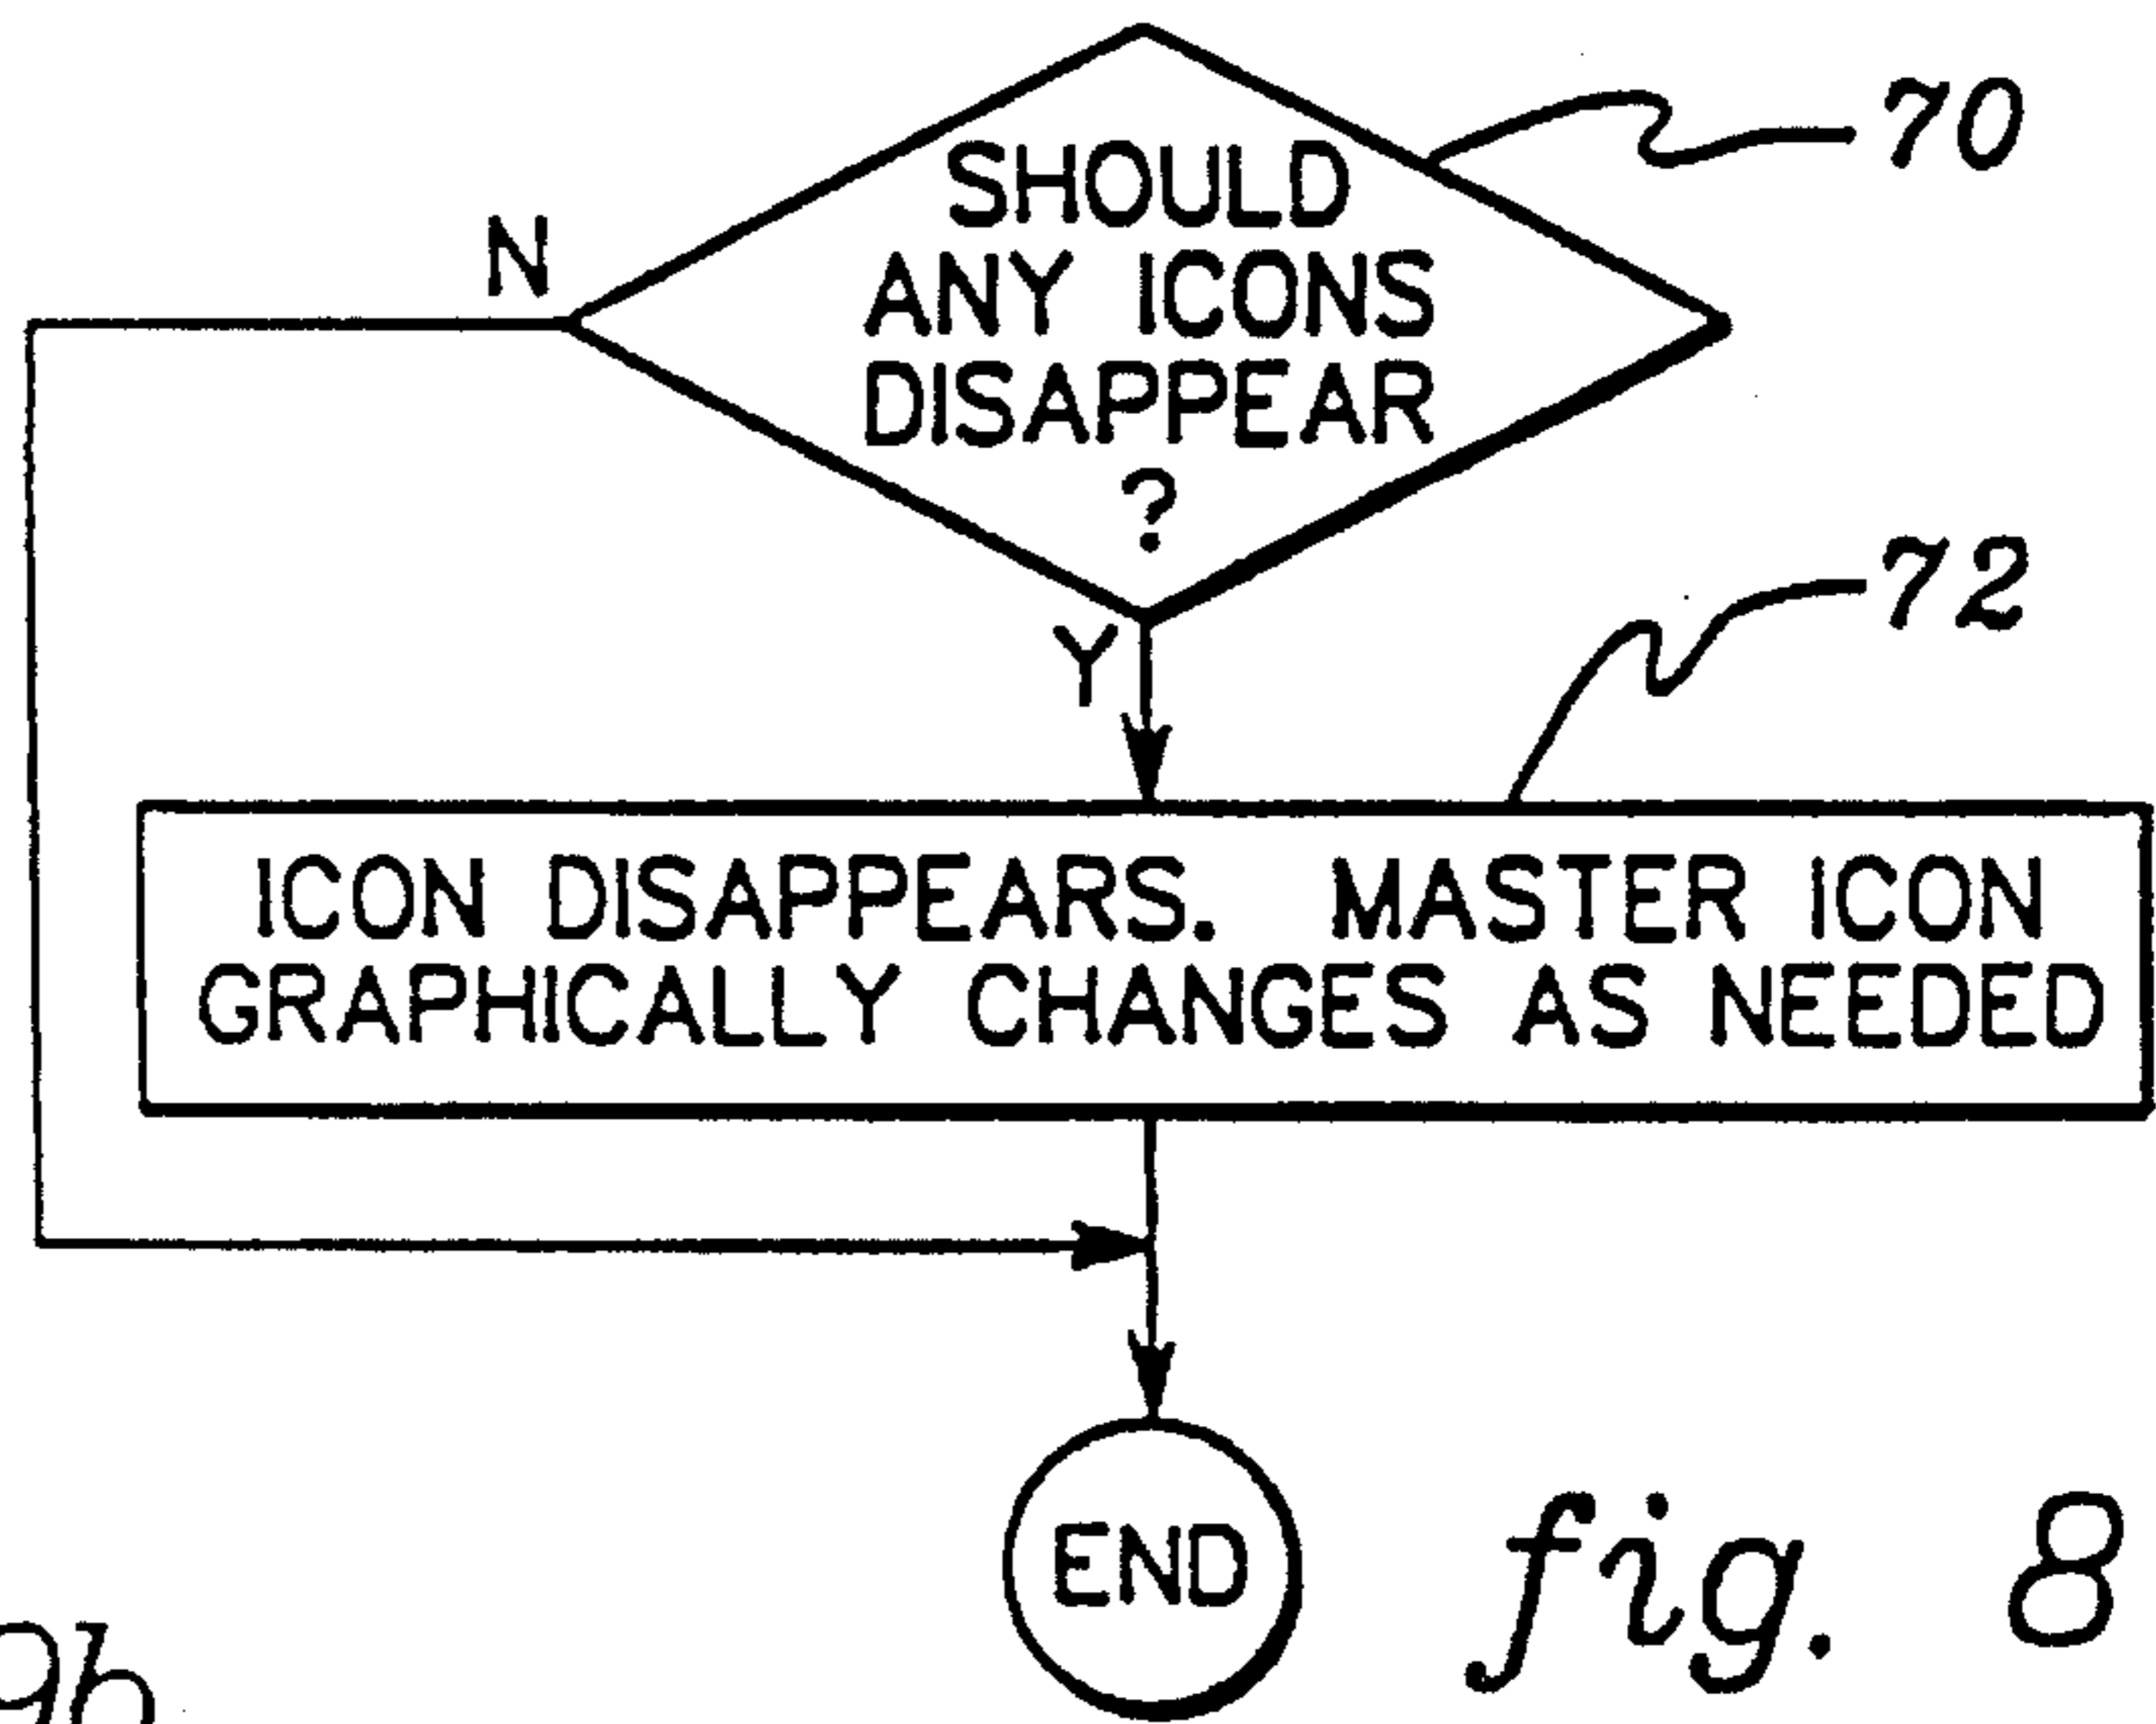 SHOULD
ANY ICONS
DISAPPEAR
?
70
N
Y
72
ICON DISAPPEARS. MASTER ICON
GRAPHICALLY CHANGES AS NEEDED
END
fig. 8
9b